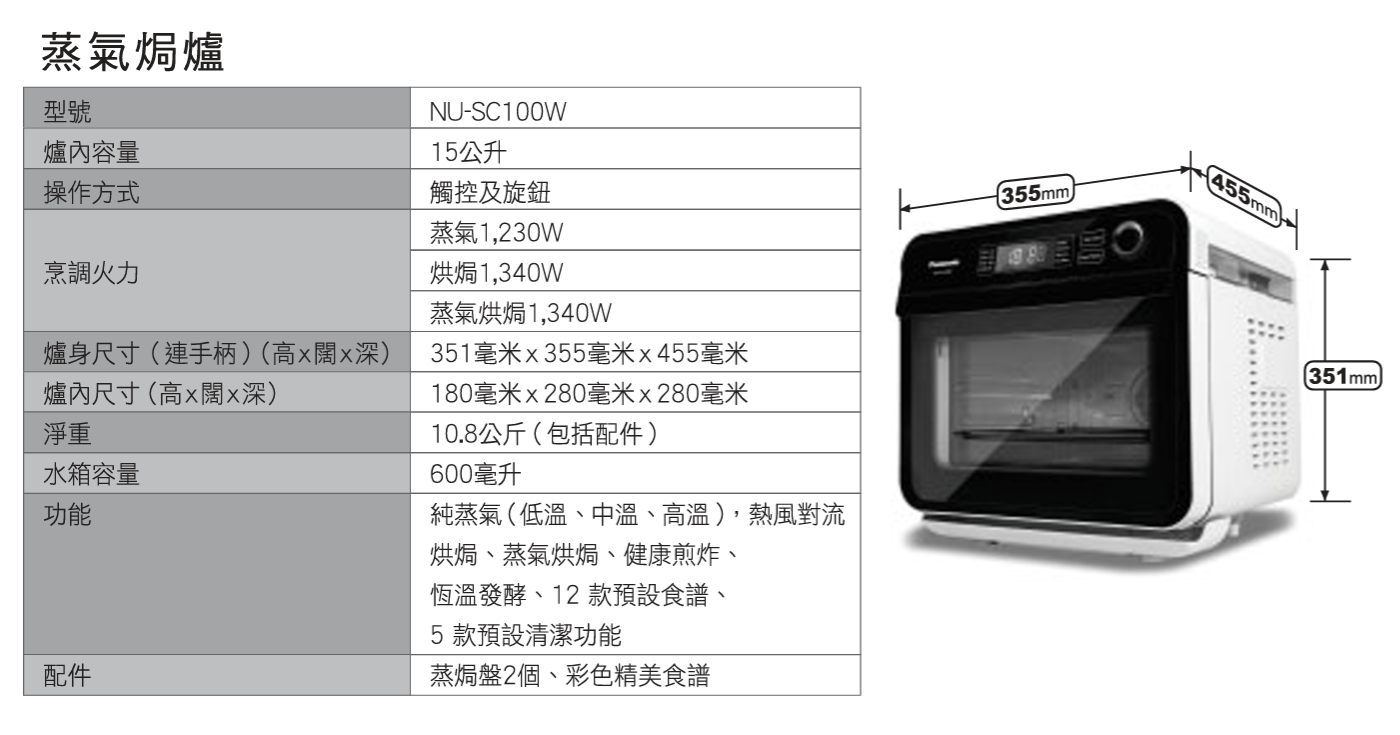 蒸氣焗爐
型號 NU-SC100W
爐內容量 15公升
操作方式 觸控及旋鈕
烹調火力 蒸氣1,230W
烘焗1,340W
蒸氣烘焗1,340W
爐身尺寸（連手柄）（高x闊x深） 351毫米 x 355毫米 x 455毫米
爐內尺寸（高x闊x深） 180毫米 x 280毫米 x 280毫米
淨重 10.8公斤（包括配件）
水箱容量 600毫升
功能 純蒸氣（低溫、中溫、高溫），熱風對流
烘焗、蒸氣烘焗、健康煎炸、
恆溫發酵、12 款預設食譜、
5 款預設清潔功能
配件 蒸焗盤2個、彩色精美食譜
355mm
455mm
Panasonic
351mm